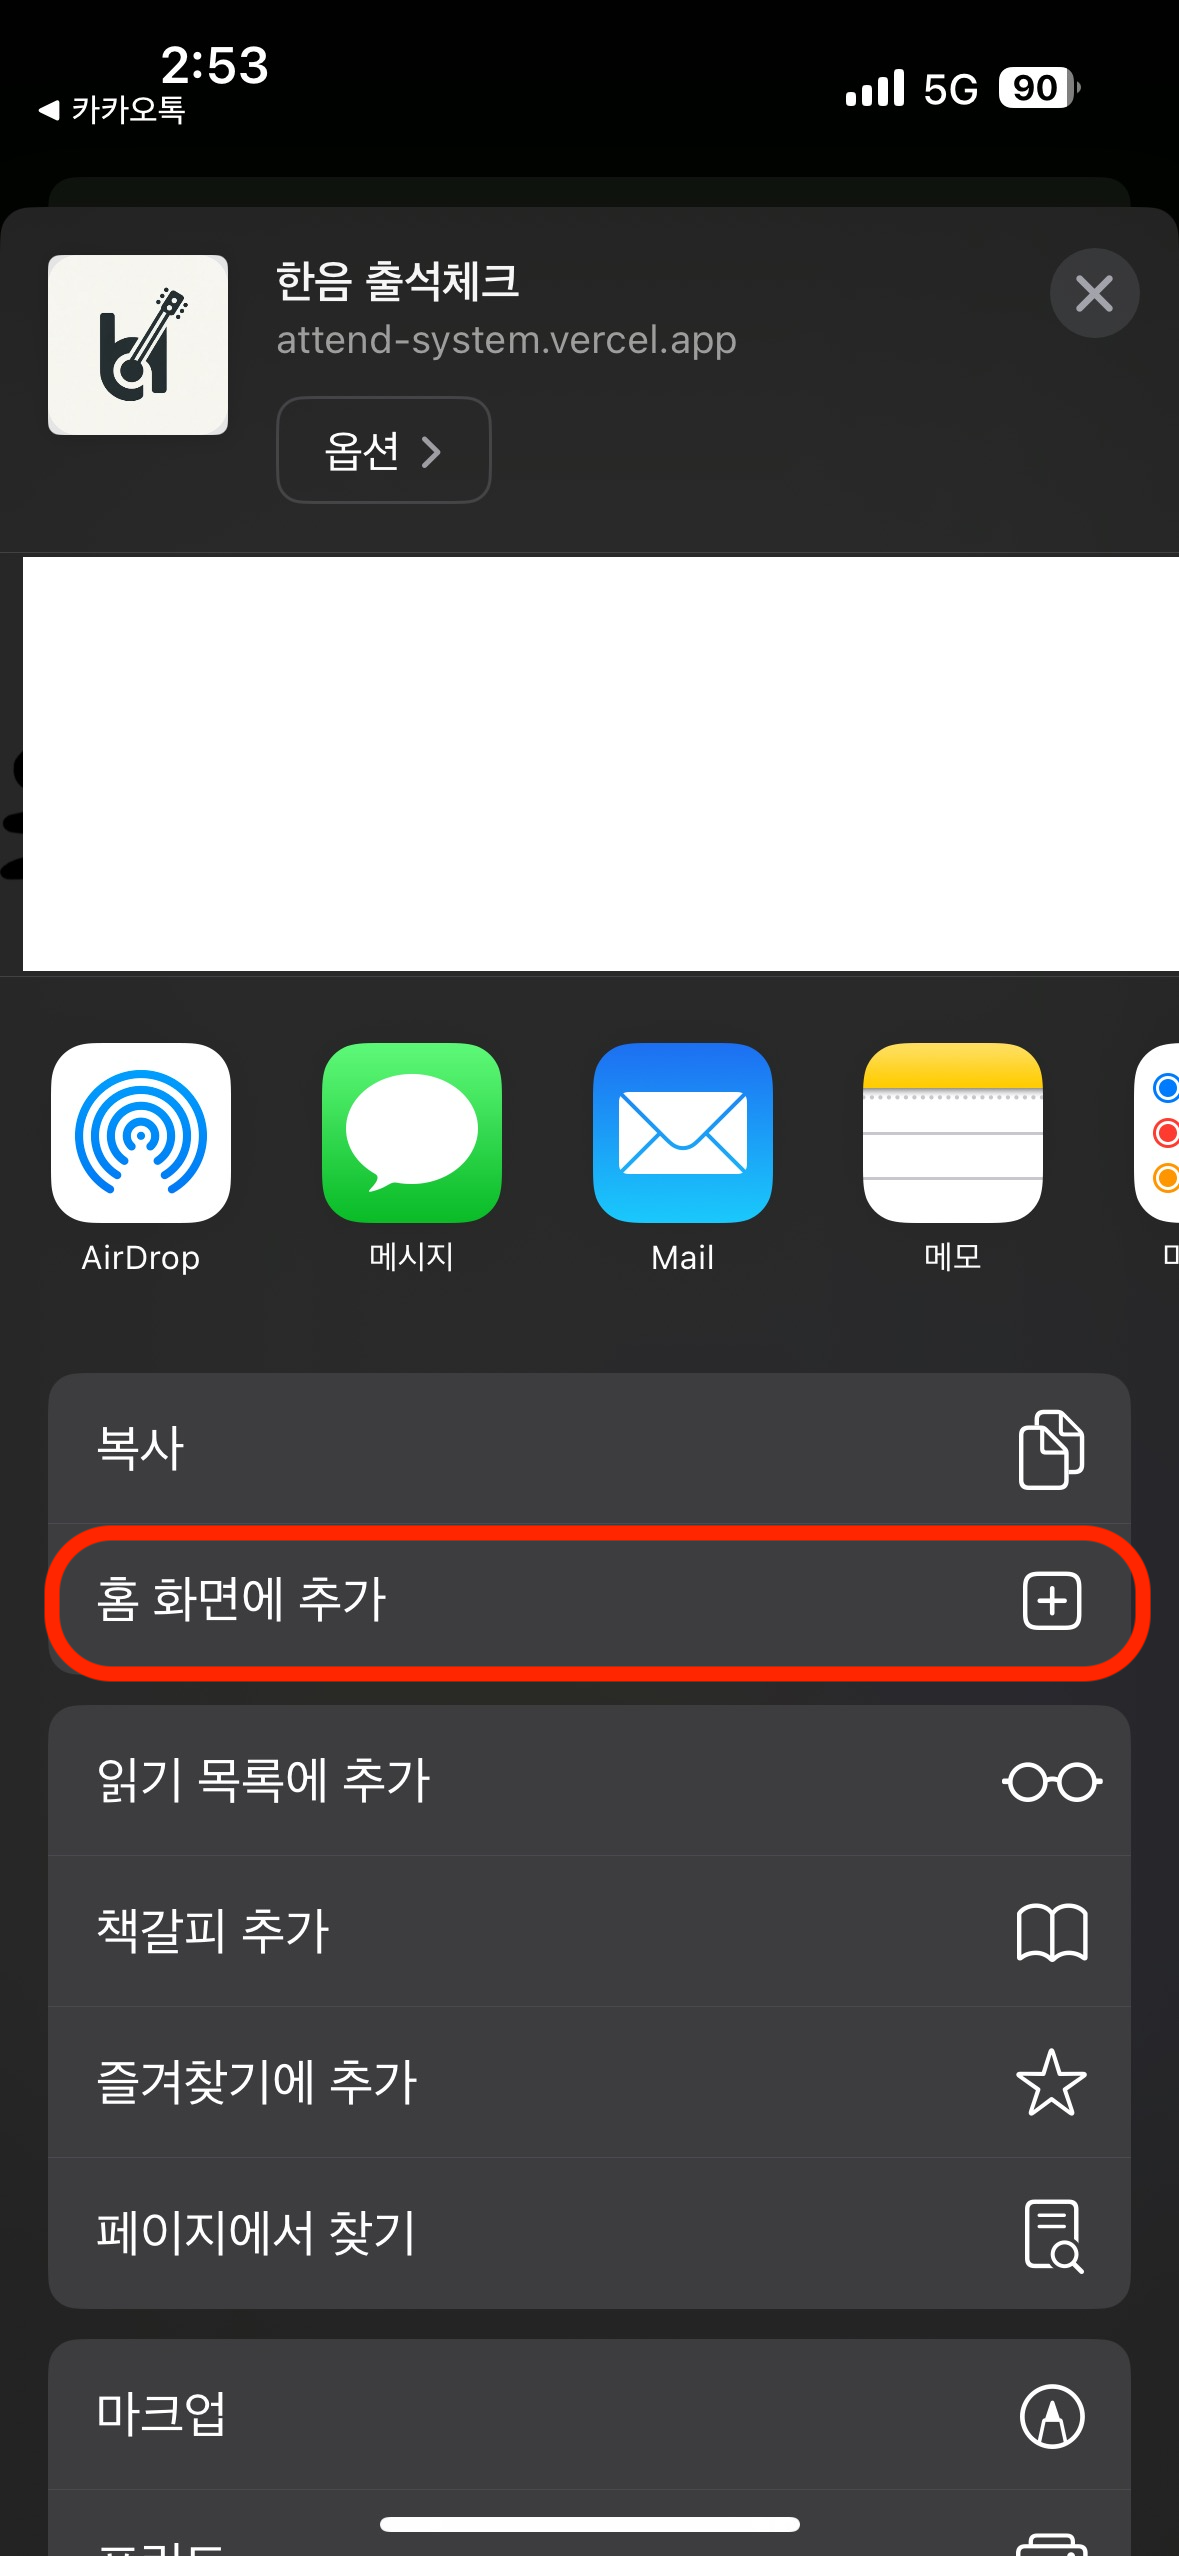 2:53
◀ 카카오톡
5G
90
한음 출석체크
attend-system.vercel.app
옵션
AirDrop
메시지
Mail
메모
복사
홈 화면에 추가
읽기 목록에 추가
책갈피 추가
즐겨찾기에 추가
페이지에서 찾기
마크업